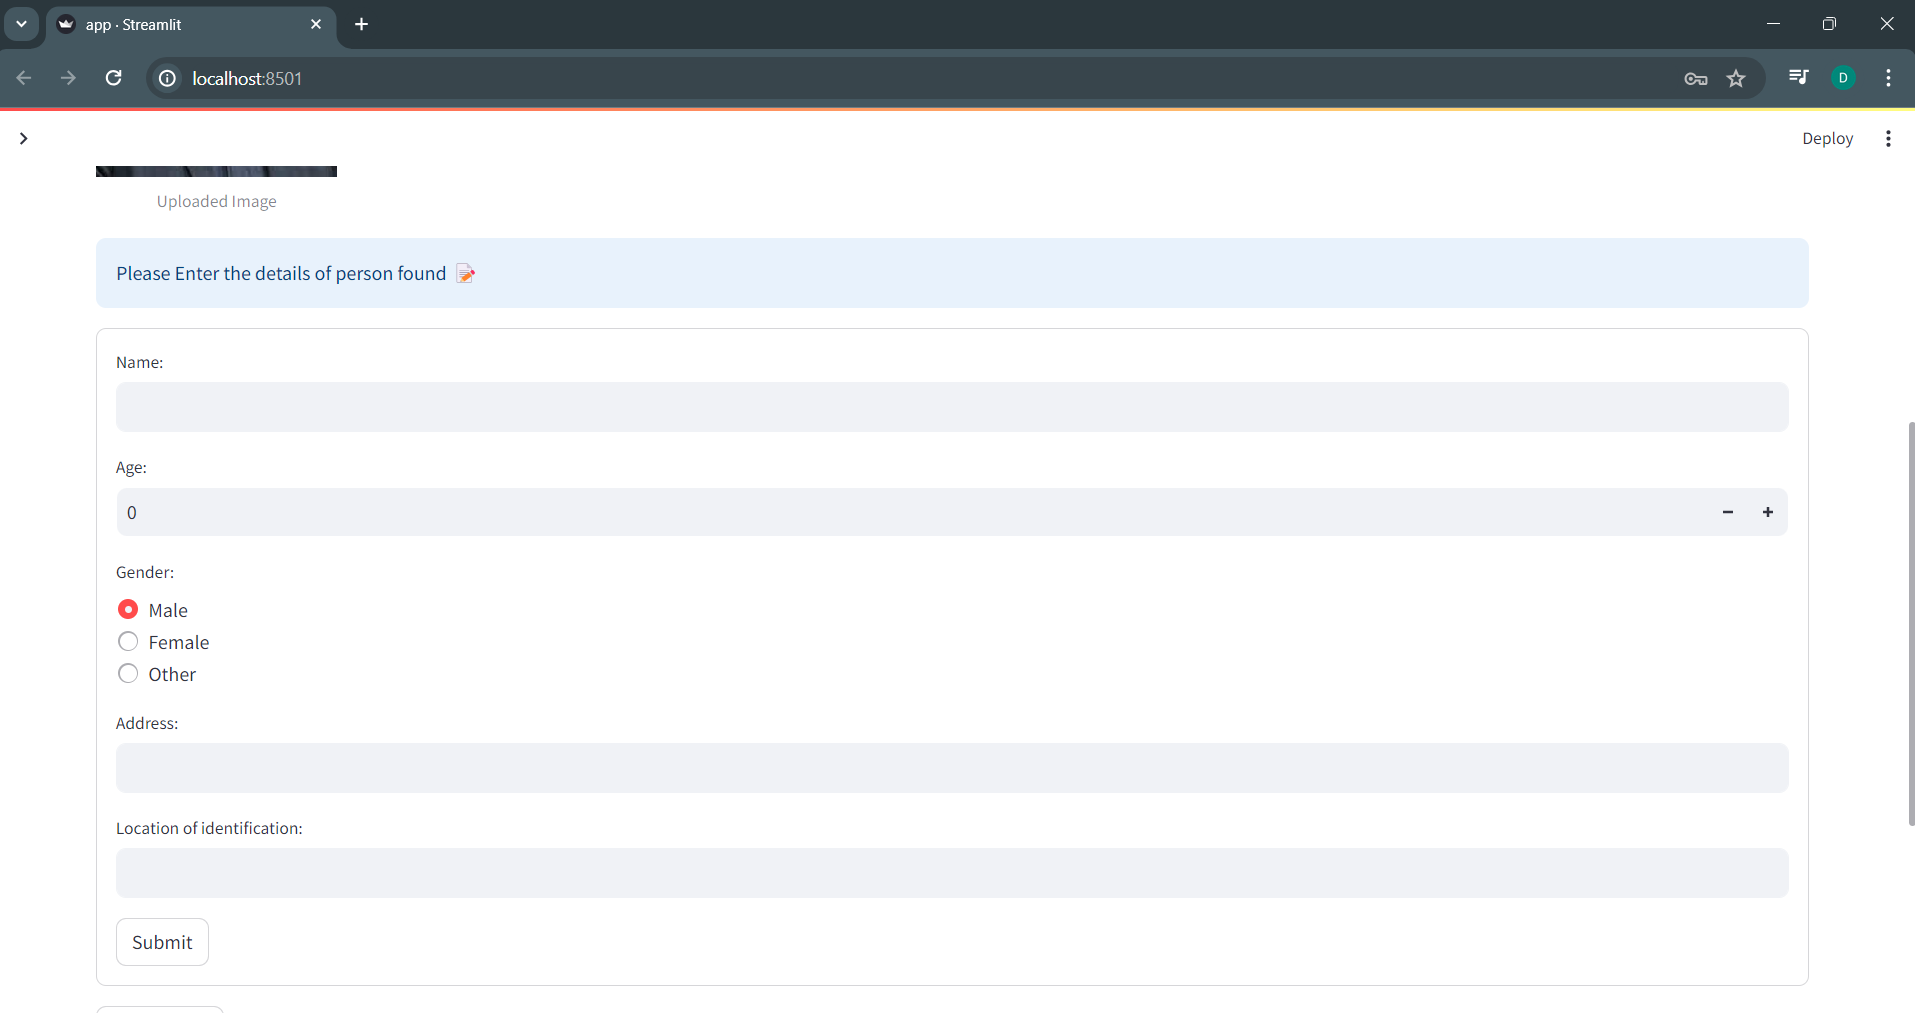 app · Streamlit
localhost:8501
D
Deploy
Uploaded Image
Please Enter the details of person found 📝
Name:
Age:
0
Gender:
Male
Female
Other
Address:
Location of identification:
Submit